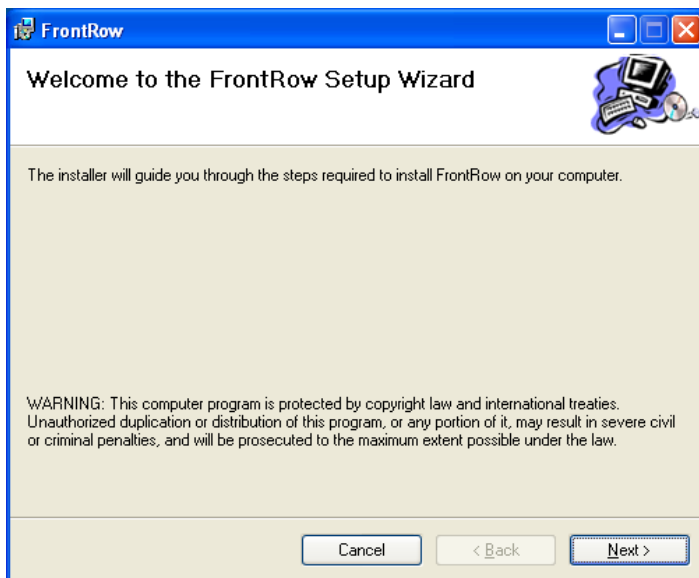 FrontRow
Welcome to the FrontRow Setup Wizard
The installer will guide you through the steps required to install FrontRow on your computer.
WARNING: This computer program is protected by copyright law and international treaties.
Unauthorized duplication or distribution of this program, or any portion of it, may result in severe civil
or criminal penalties, and will be prosecuted to the maximum extent possible under the law.
Cancel
< Back
Next >